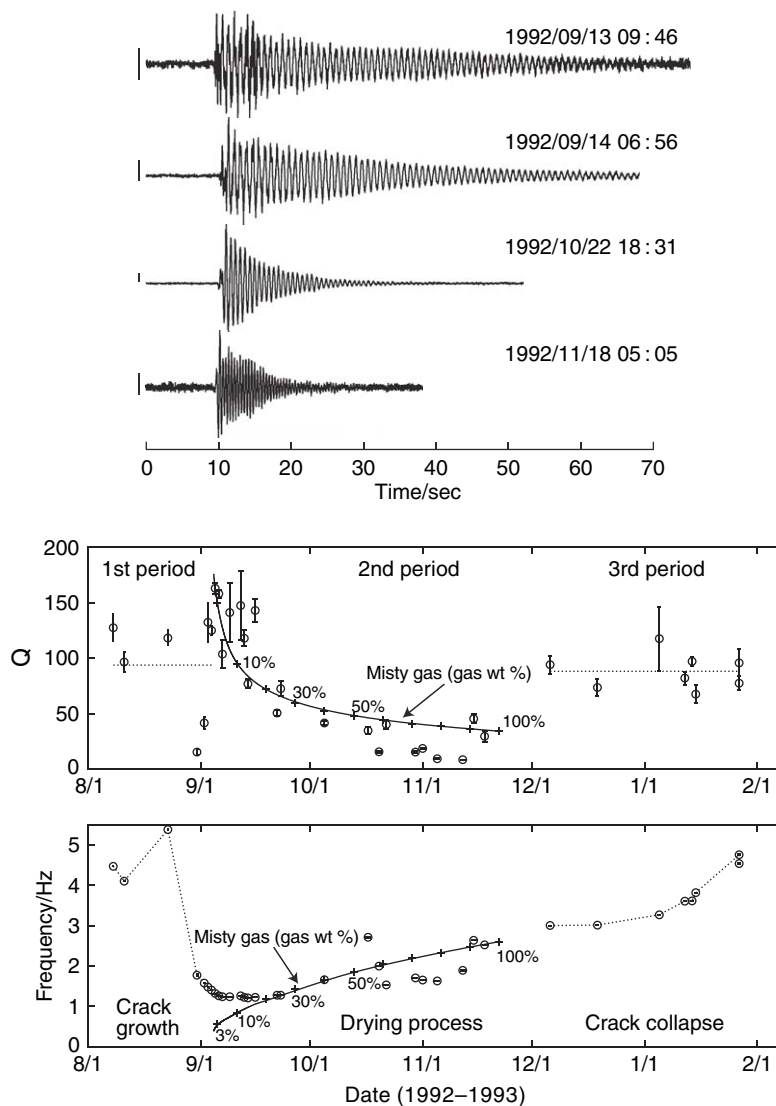 1992/09/13 09:46
1992/09/14 06:56
1992/10/22 18:31
1992/11/18 05:05
0 10 20 30 40 50 60 70
Time/sec
200
150
100
50
0
Q
1st period 2nd period 3rd period
Misty gas (gas wt %)
10%
30%
50%
100%
8/1 9/1 10/1 11/1 12/1 1/1 2/1
5
4
3
2
1
0
Frequency/Hz
Misty gas (gas wt %)
3%
10%
30%
50%
100%
Crack
growth
Drying process
Crack collapse
8/1 9/1 10/1 11/1 12/1 1/1 2/1
Date (1992–1993)